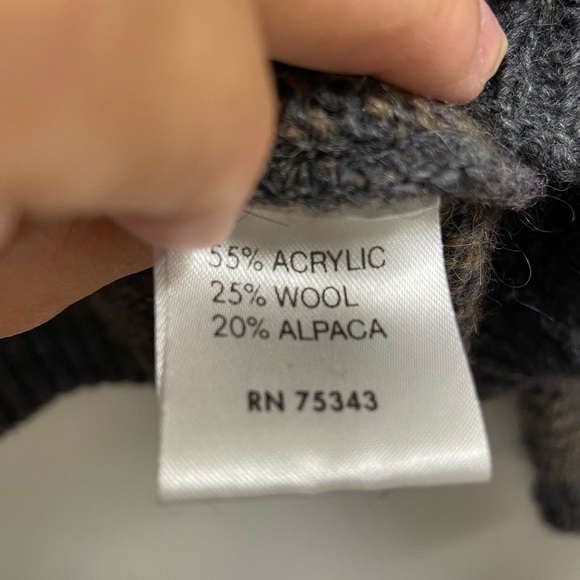 55% ACRYLIC
25% WOOL
20% ALPACA
RN 75343